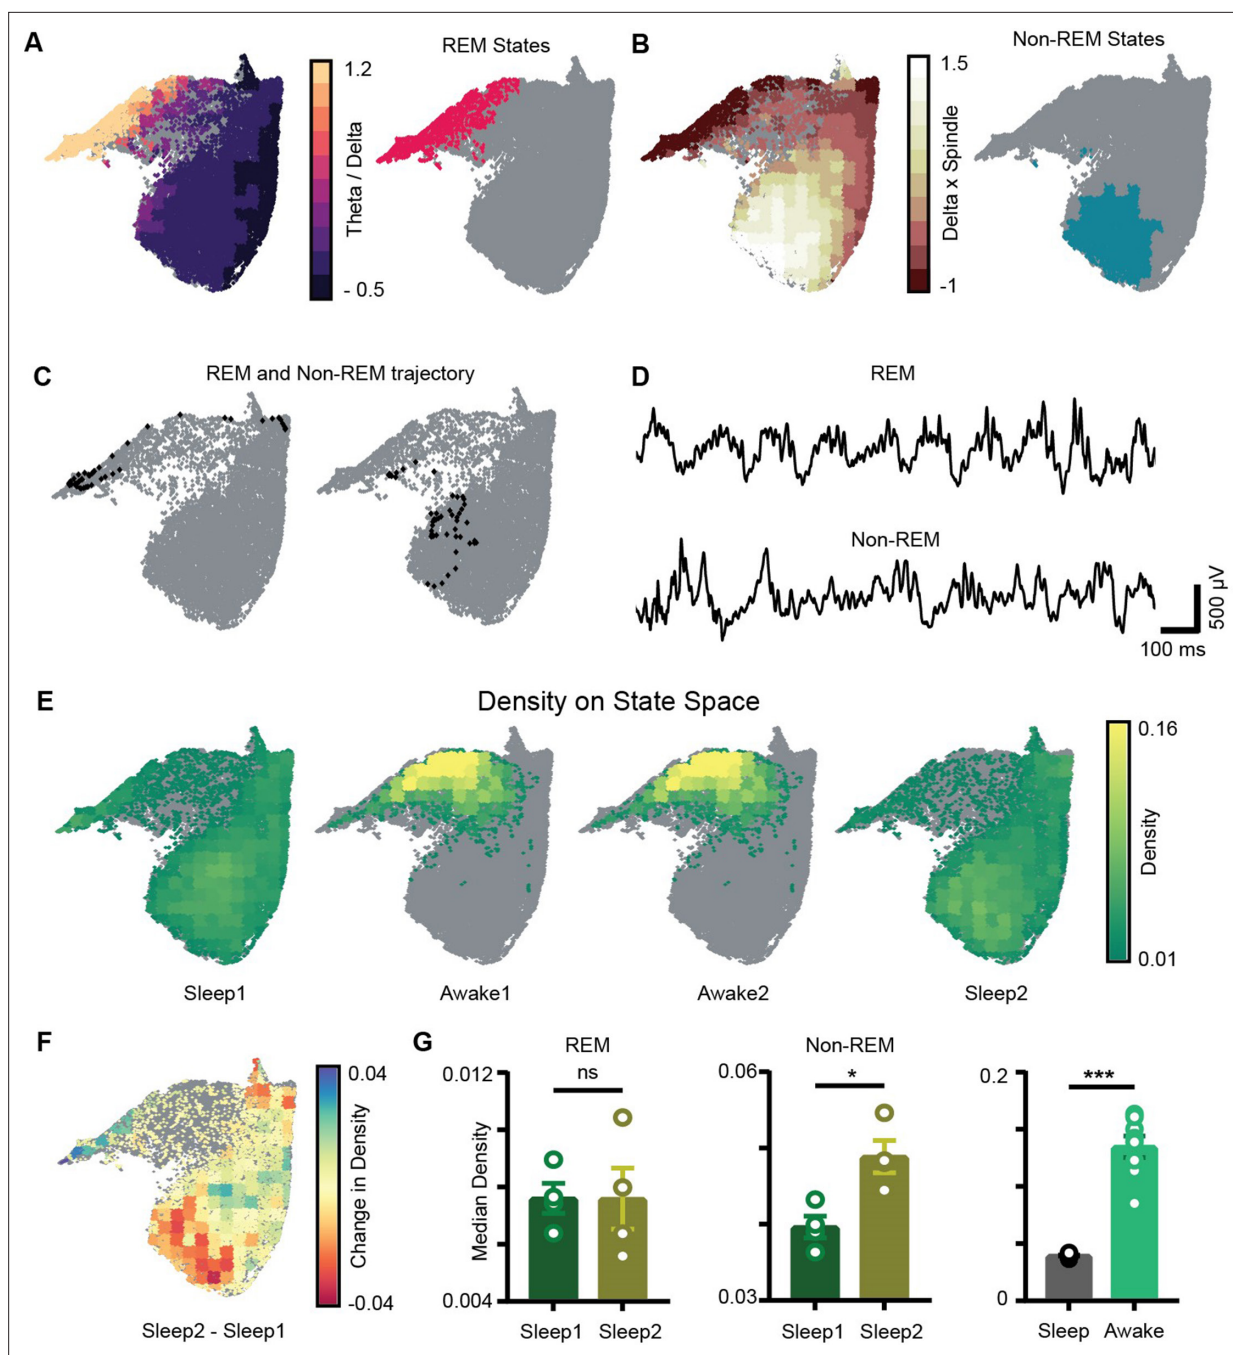 A
REM States
1.2
Theta / Delta
- 0.5
B
Non-REM States
1.5
Delta x Spindle
-1
C
REM and Non-REM trajectory
D
REM
Non-REM
500 µV
100 ms
E
Density on State Space
0.16
Density
0.01
Sleep1
Awake1
Awake2
Sleep2
F
0.04
Change in Density
-0.04
Sleep2 - Sleep1
G
REM
0.012
ns
Median Density
0.004
Sleep1
Sleep2
Non-REM
0.06
*
0.03
Sleep1
Sleep2
0.2
***
0
Sleep
Awake